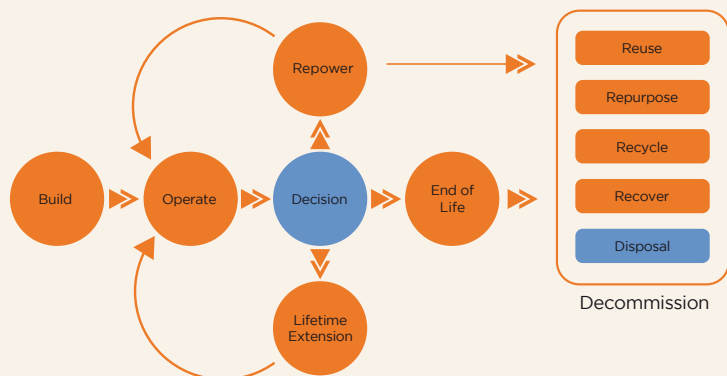 Repower
Build
Operate
Decision
End of
Life
Lifetime
Extension
Reuse
Repurpose
Recycle
Recover
Disposal
Decommission